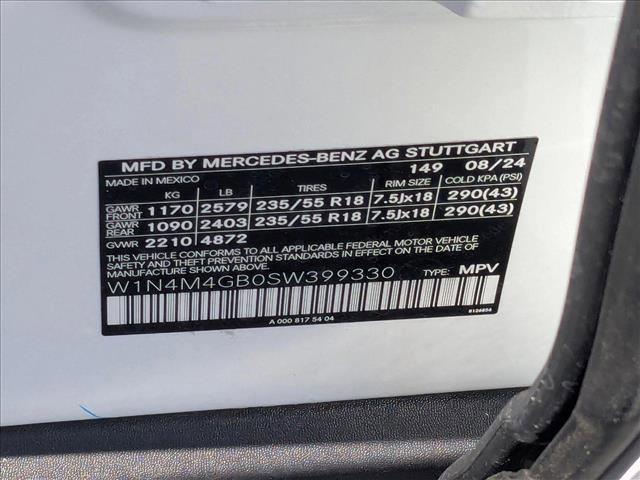 MFD BY MERCEDES-BENZ AG STUTTGART
MADE IN MEXICO 149 08/24
KG LB TIRES RIM SIZE COLD KPA (PSI)
GAWR FRONT 1170 2579 235/55 R18 7.5Jx18 290(43)
GAWR REAR 1090 2403 235/55 R18 7.5Jx18 290(43)
GVWR 2210 4872
THIS VEHICLE CONFORMS TO ALL APPLICABLE FEDERAL MOTOR VEHICLE
SAFETY AND THEFT PREVENTION STANDARDS IN EFFECT ON THE DATE OF
MANUFACTURE SHOWN ABOVE.
W1N4M4GB0SW399330 TYPE: MPV
A 000 817 54 04